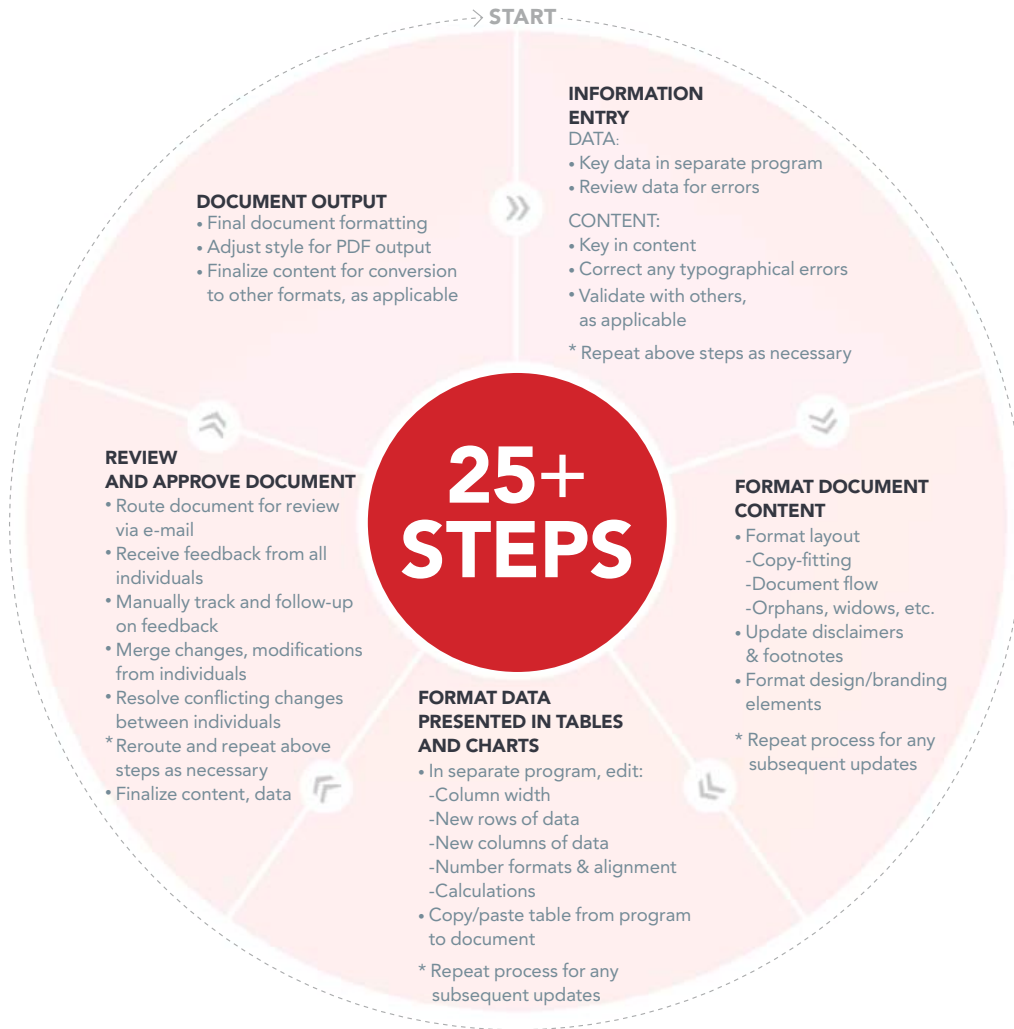 START
INFORMATION
ENTRY
DATA:
• Key data in separate program
• Review data for errors
CONTENT:
• Key in content
• Correct any typographical errors
• Validate with others,
as applicable
* Repeat above steps as necessary
FORMAT DOCUMENT
CONTENT
• Format layout
-Copy-fitting
-Document flow
-Orphans, widows, etc.
• Update disclaimers
& footnotes
• Format design/branding
elements
* Repeat process for any
subsequent updates
FORMAT DATA
PRESENTED IN TABLES
AND CHARTS
• In separate program, edit:
-Column width
-New rows of data
-New columns of data
-Number formats & alignment
-Calculations
• Copy/paste table from program
to document
* Repeat process for any
subsequent updates
REVIEW
AND APPROVE DOCUMENT
• Route document for review
via e-mail
• Receive feedback from all
individuals
• Manually track and follow-up
on feedback
• Merge changes, modifications
from individuals
• Resolve conflicting changes
between individuals
* Reroute and repeat above
steps as necessary
• Finalize content, data
DOCUMENT OUTPUT
• Final document formatting
• Adjust style for PDF output
• Finalize content for conversion
to other formats, as applicable
25+
STEPS